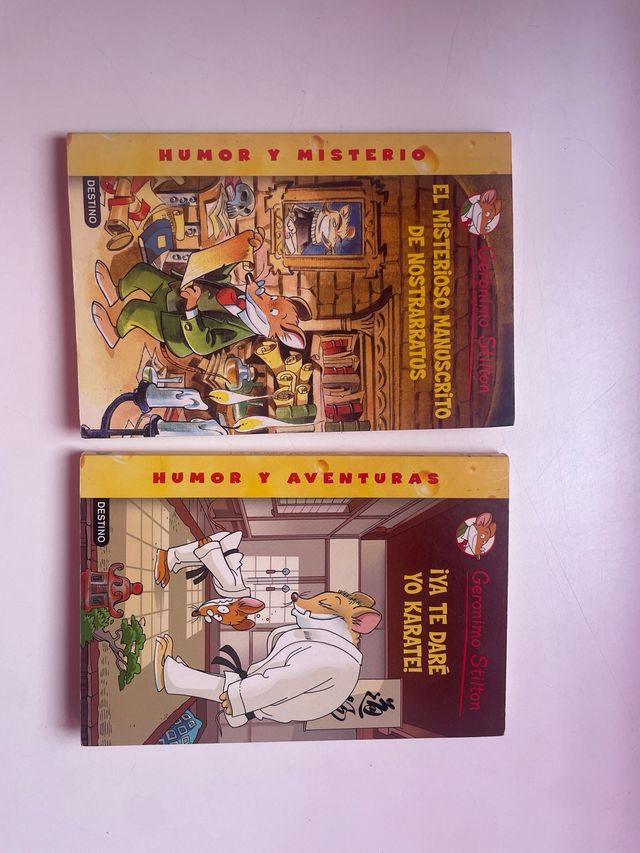 HUMOR Y MISTERIO
Geronimo Stilton
EL MISTERIOSO MANUSCRITO
DE NOSTRARRATUS
DESTINO
HUMOR Y AVENTURAS
Geronimo Stilton
¡YA TE DARÉ
YO KARATE!
DESTINO
道